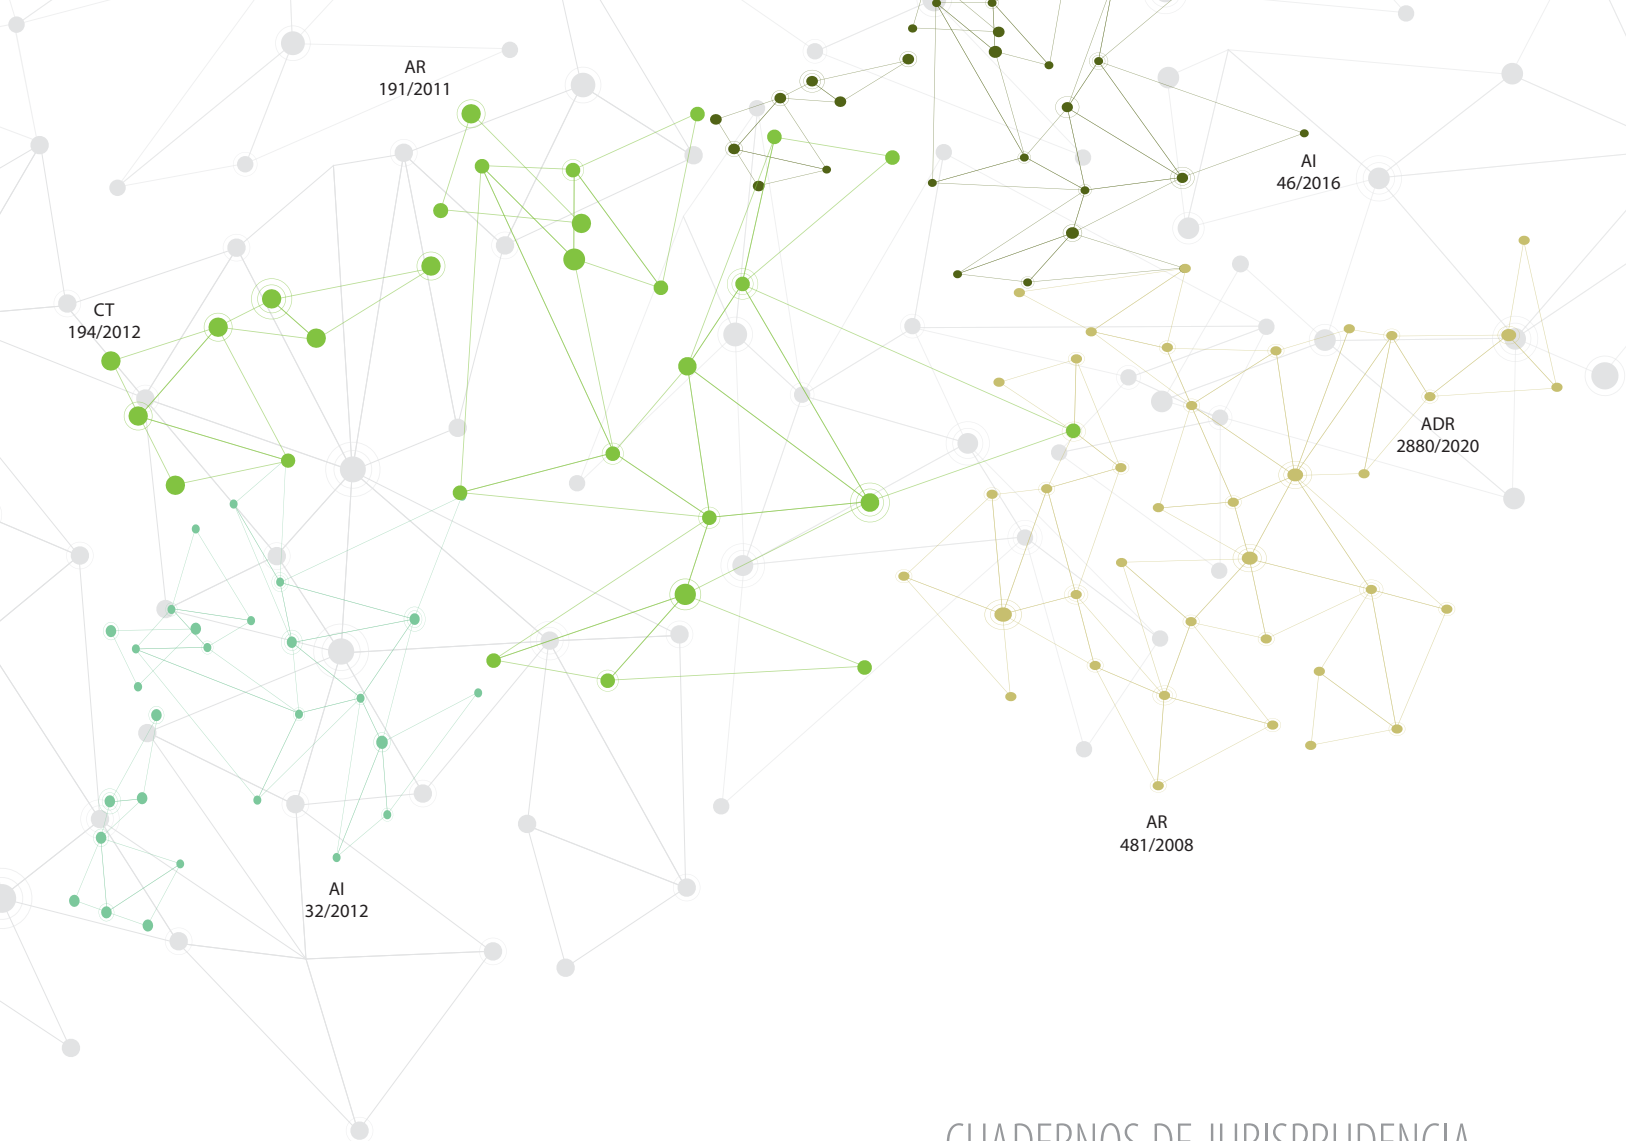 AR
191/2011
AI
46/2016
CT
194/2012
ADR
2880/2020
AR
481/2008
AI
32/2012
CUADERNOS DE JURISPRUDENCIA